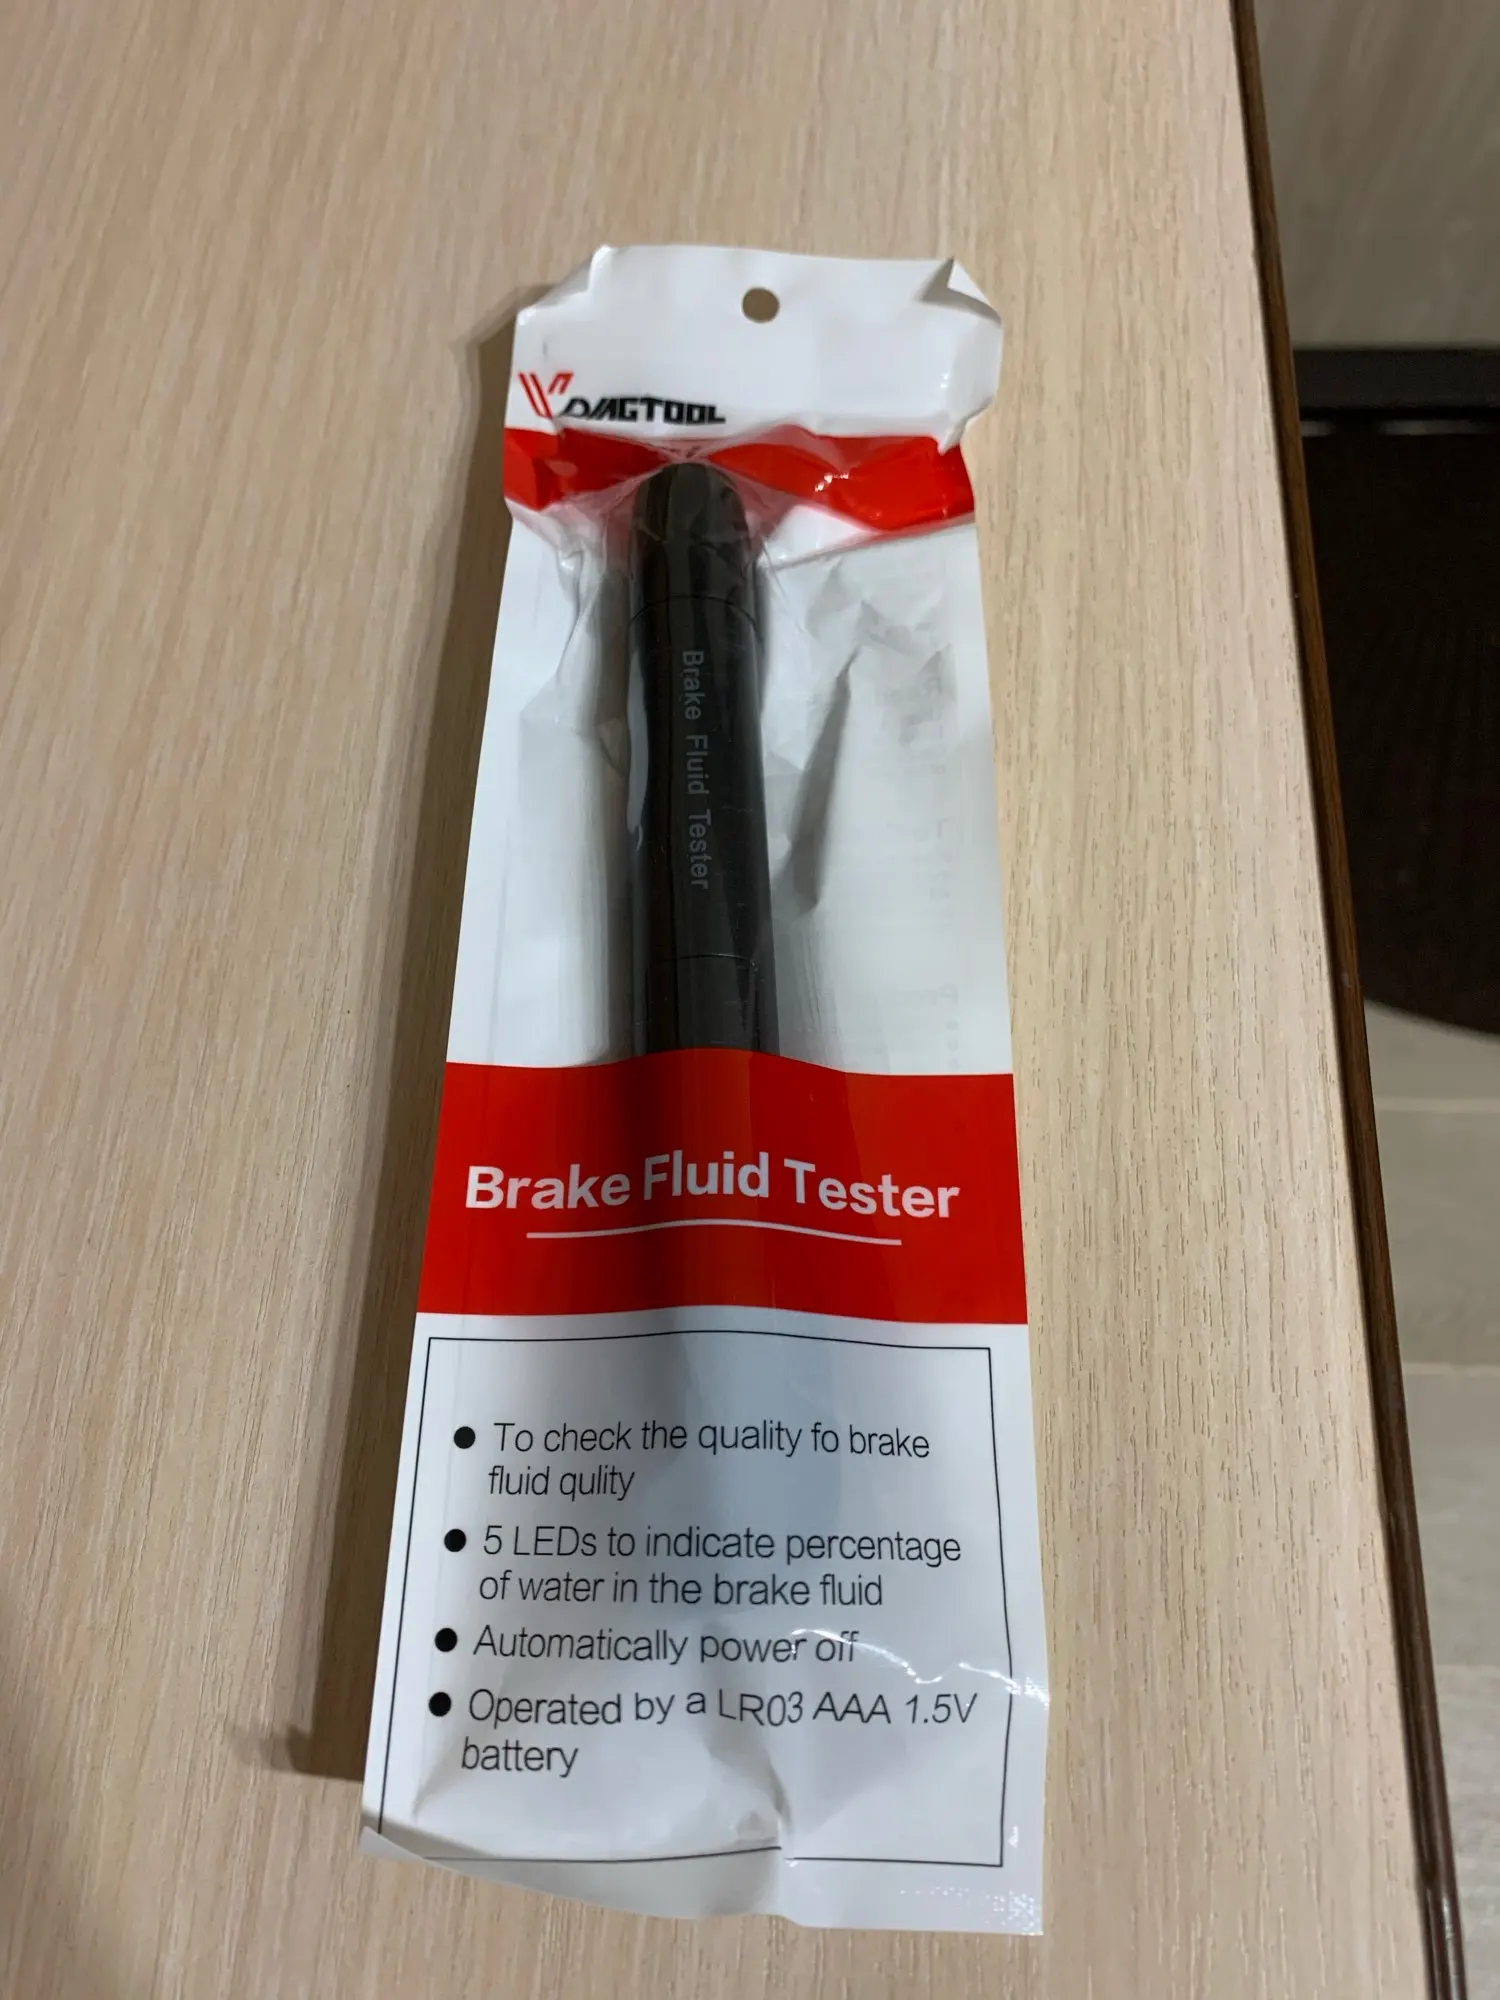 VDIAGTOOL
Brake Fluid Tester
Brake Fluid Tester
● To check the quality fo brake
fluid qulity
● 5 LEDs to indicate percentage
of water in the brake fluid
● Automatically power off
● Operated by a LR03 AAA 1.5V
battery